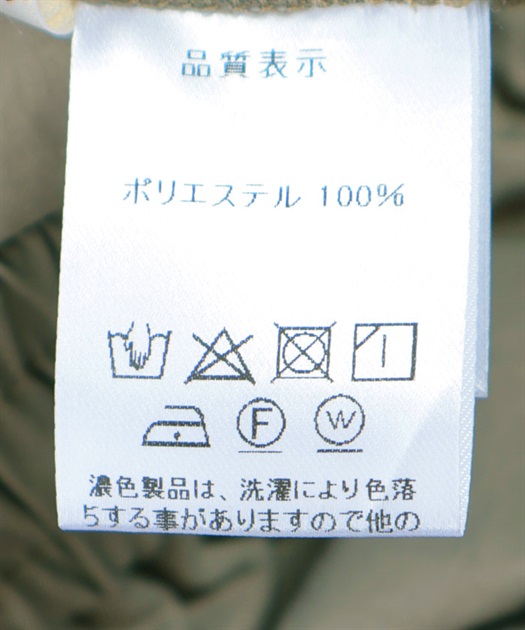 品質表示
ポリエステル 100%
F W
濃色製品は、洗濯により色落
ちする事がありますので他の